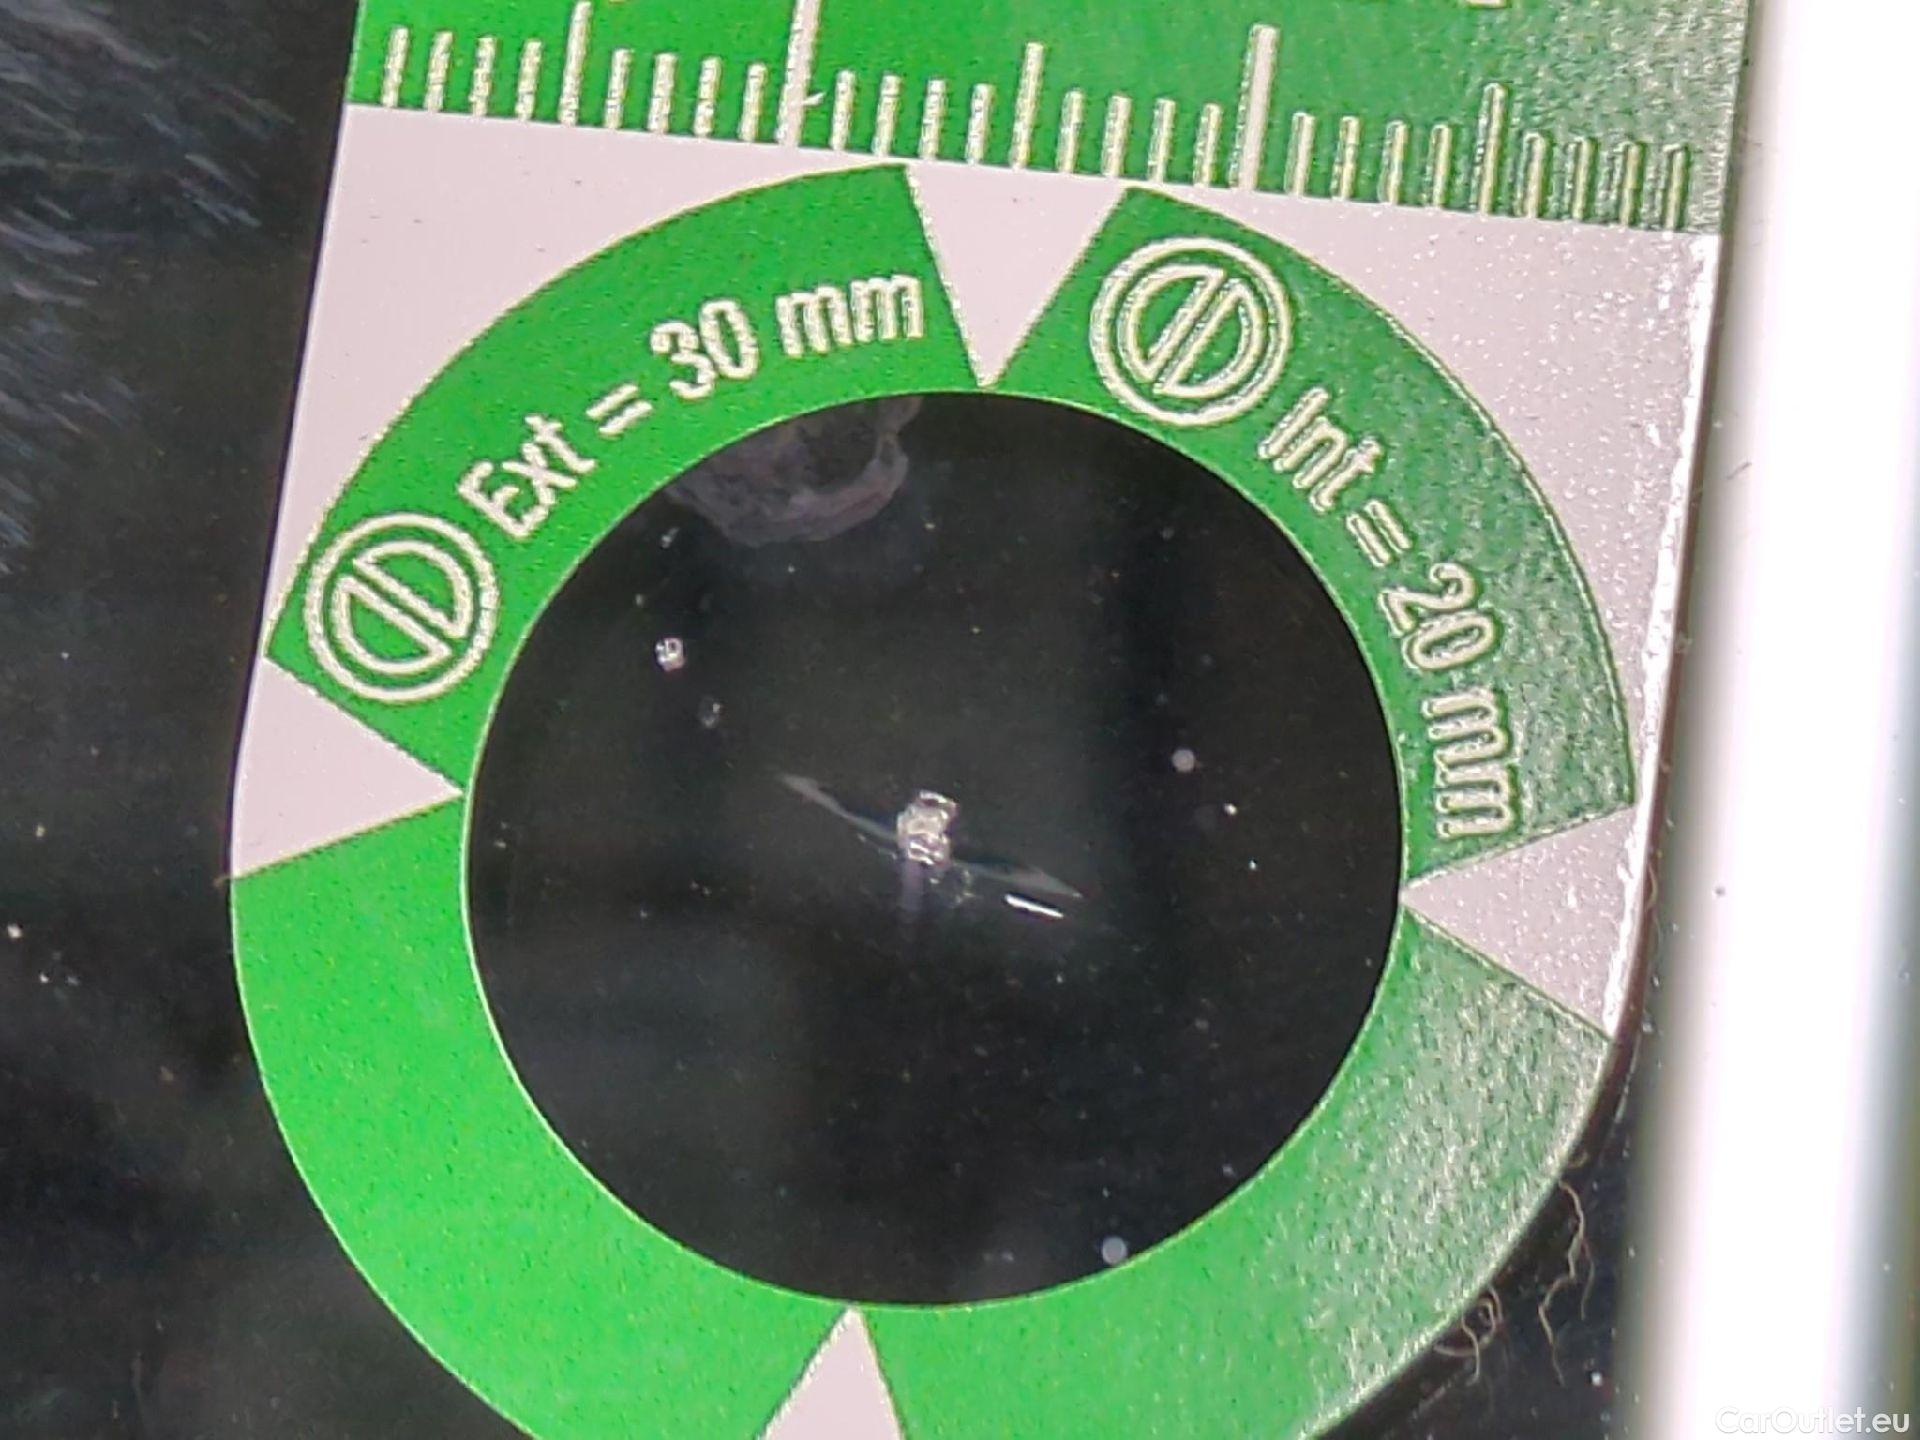 Ext = 30 mm
Int = 20 mm
CarOutlet.eu